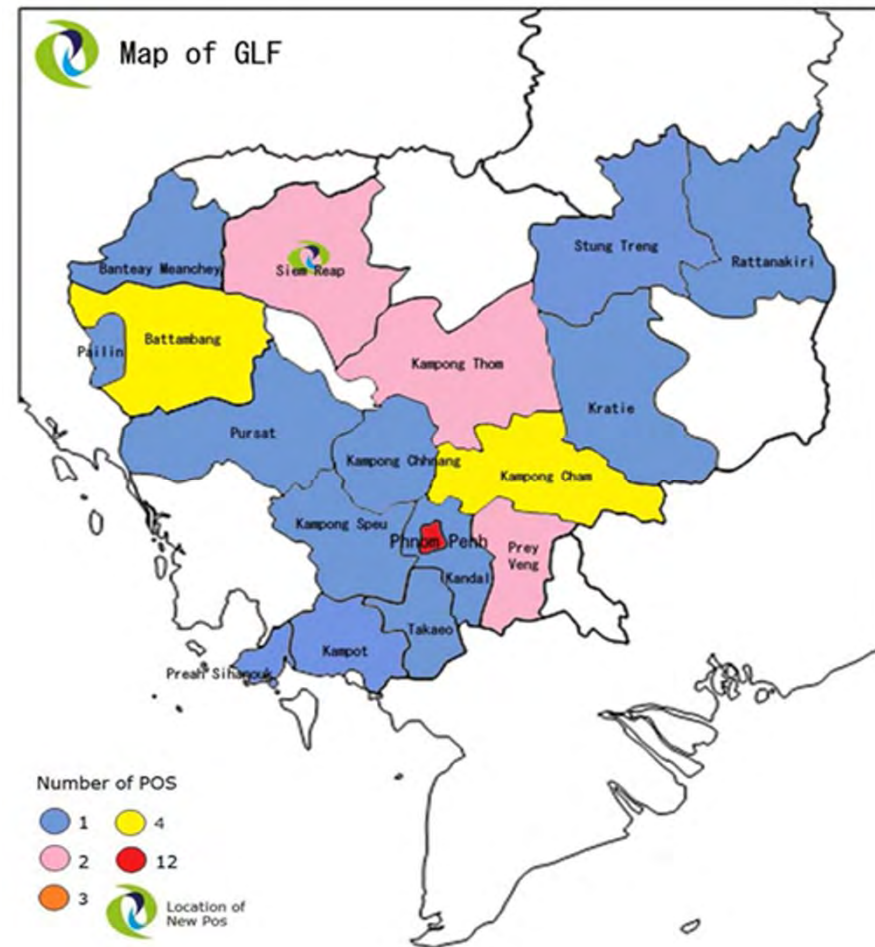 Map of GLF
Stung Treng
Rattanakiri
Banteay Meanchey
Siem Reap
Battambang
Pailin
Kampong Thom
Kratie
Pursat
Kampong Chhnang
Kampong Cham
Kampong Speu
Phnom Penh
Prey
Veng
Kandal
Takaeo
Kampot
Preah Sihanouk
Number of POS
1
4
2
12
3
Location of
New Pos